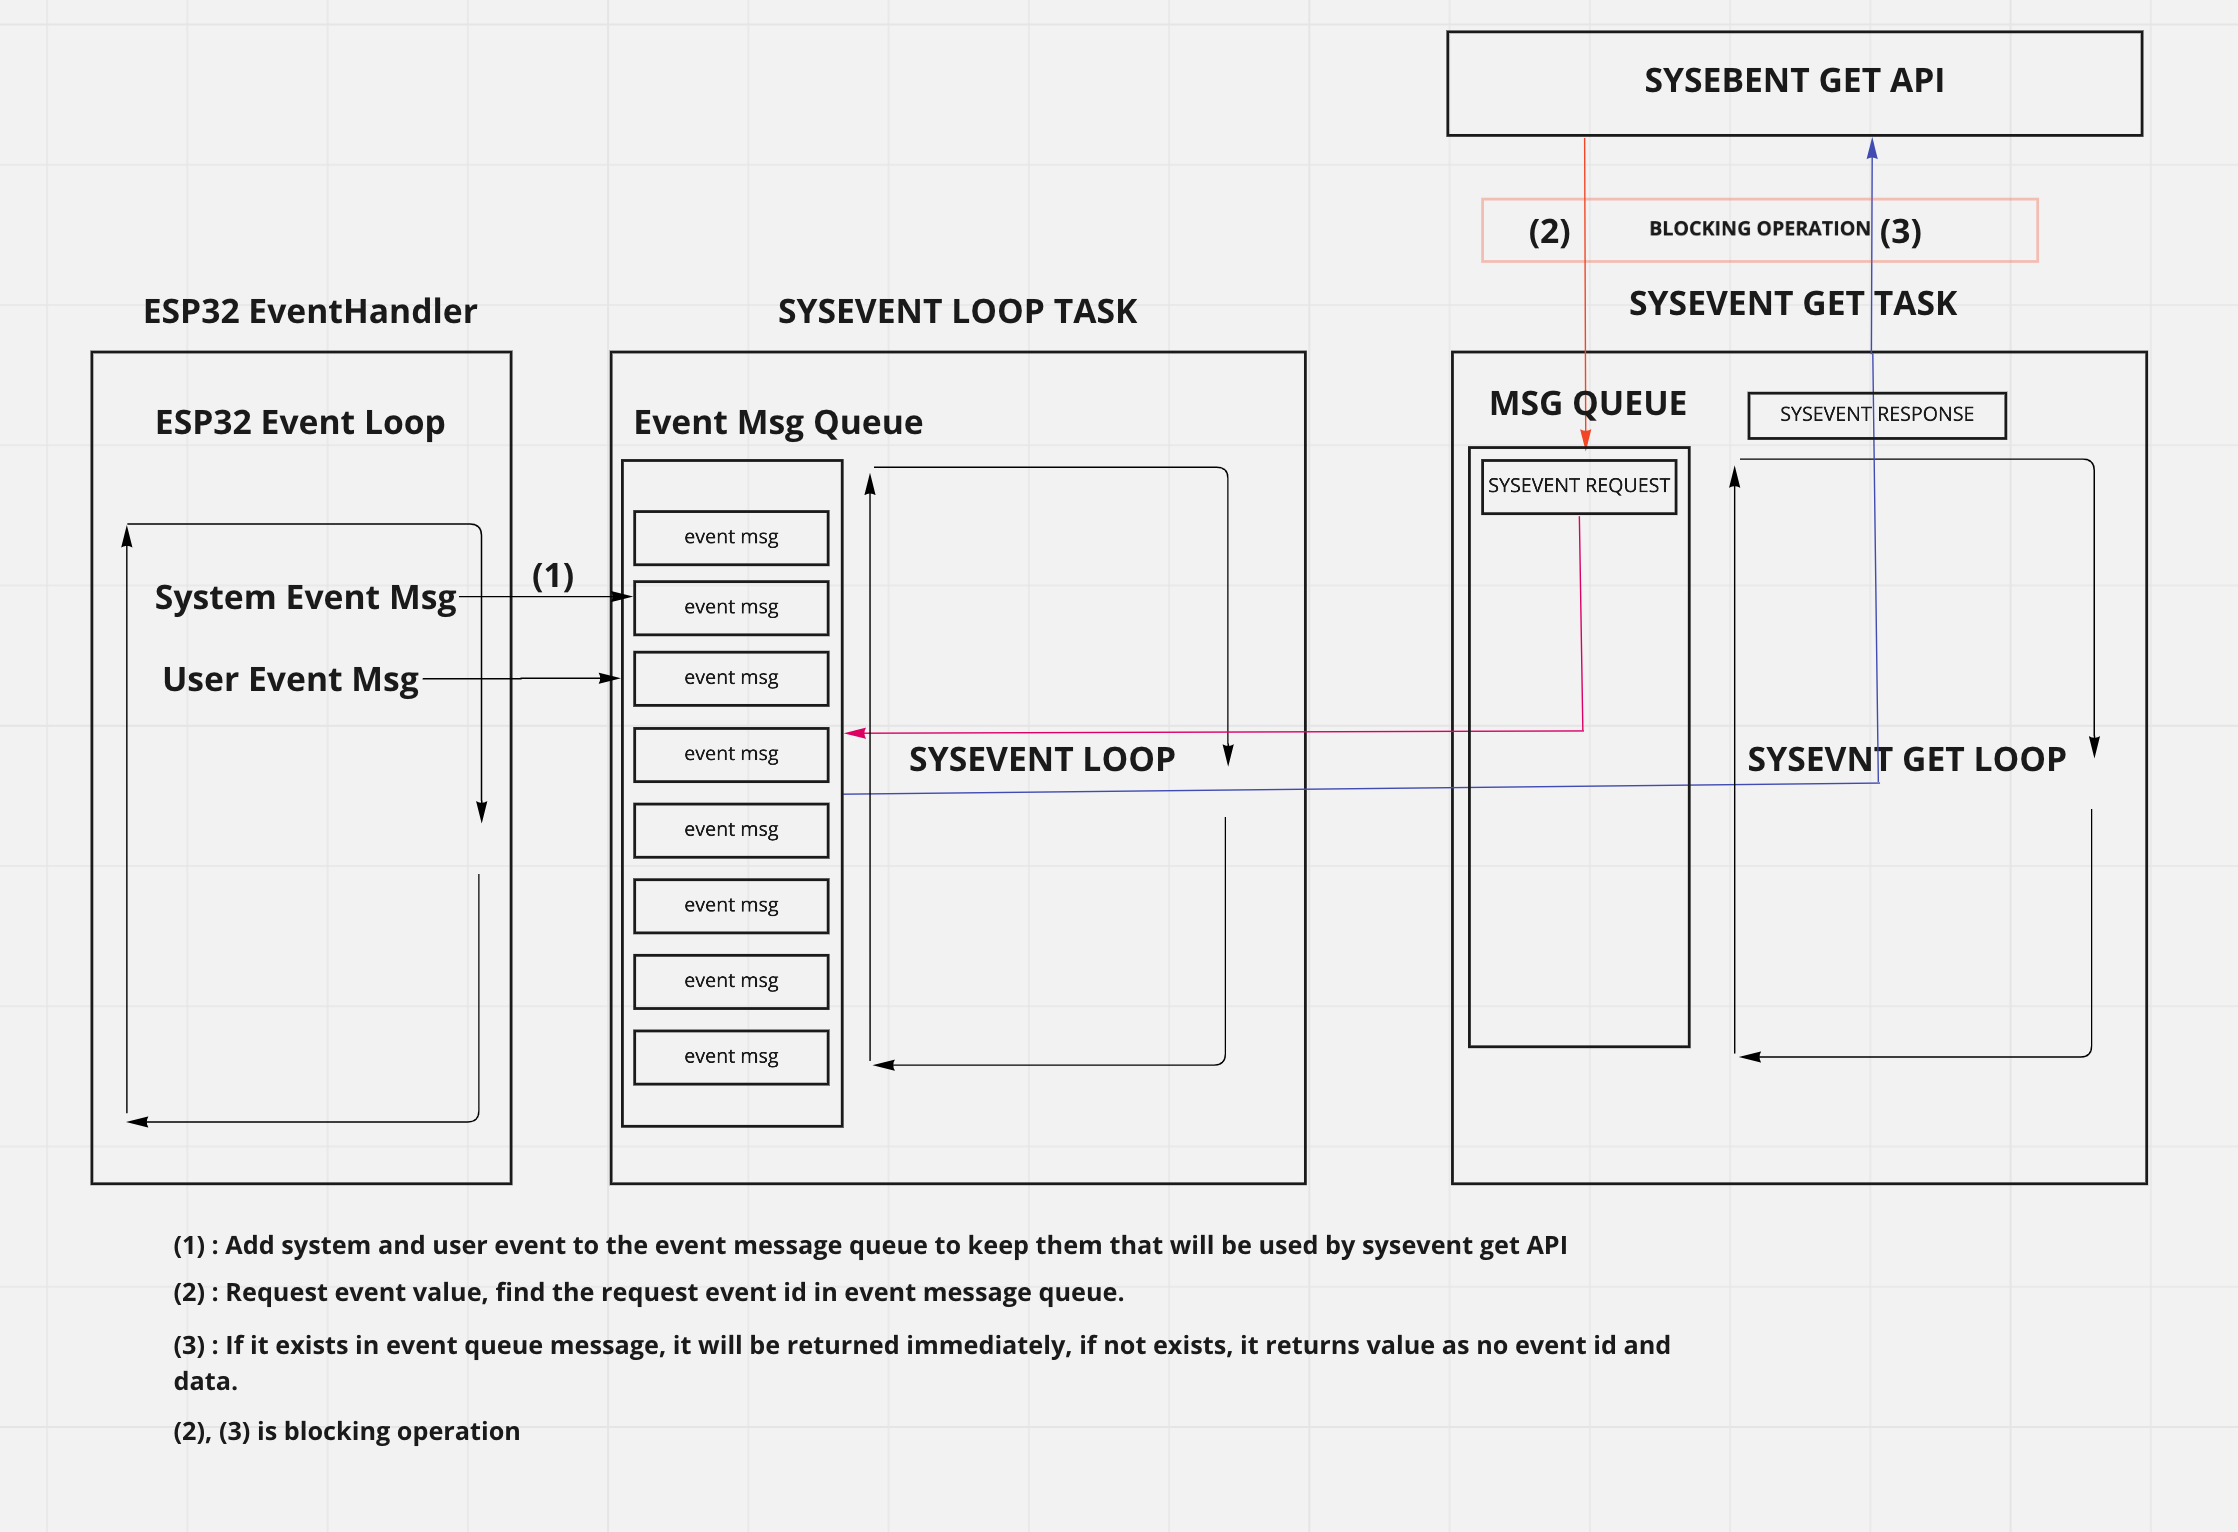 SYSEBENT GET API
(2)
BLOCKING OPERATION
(3)
ESP32 EventHandler
SYSEVENT LOOP TASK
SYSEVENT GET TASK
ESP32 Event Loop
Event Msg Queue
MSG QUEUE
SYSEVENT RESPONSE
SYSEVENT REQUEST
event msg
(1)
System Event Msg
event msg
User Event Msg
event msg
event msg
SYSEVENT LOOP
SYSEVNT GET LOOP
event msg
event msg
event msg
event msg
(1) : Add system and user event to the event message queue to keep them that will be used by sysevent get API
(2) : Request event value, find the request event id in event message queue.
(3) : If it exists in event queue message, it will be returned immediately, if not exists, it returns value as no event id and
data.
(2), (3) is blocking operation